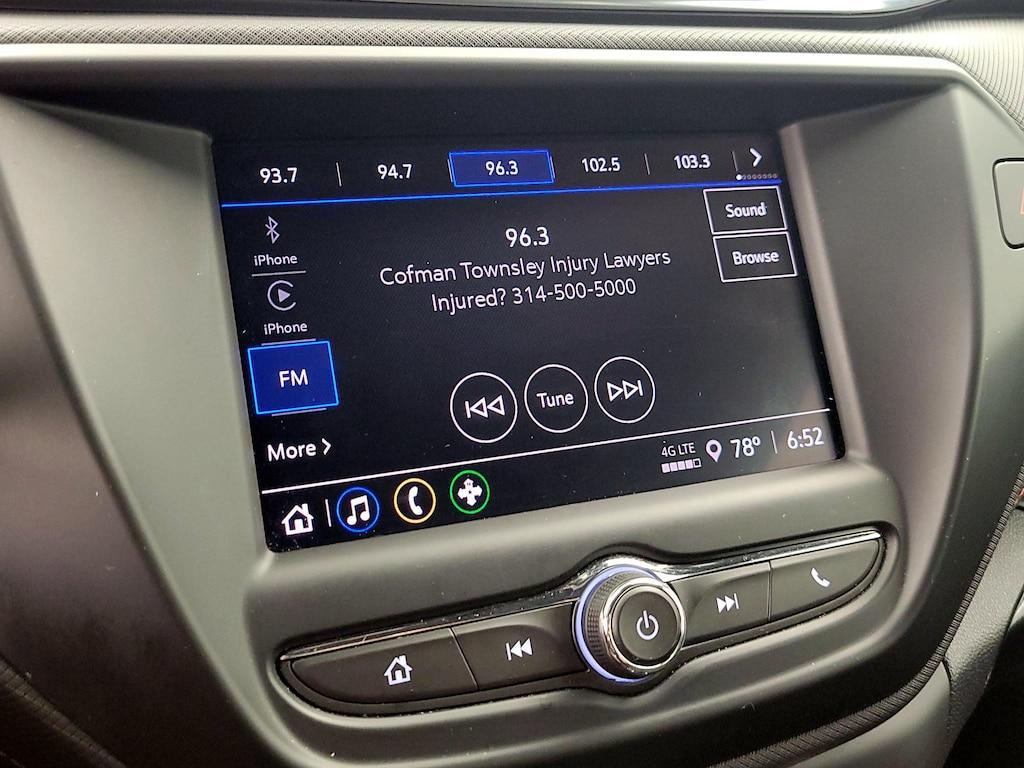 93.7 94.7 96.3 102.5 103.3
iPhone
iPhone
FM
More
96.3
Cofman Townsley Injury Lawyers
Injured? 314-500-5000
Sound
Browse
Tune
4G LTE 78° 6:52